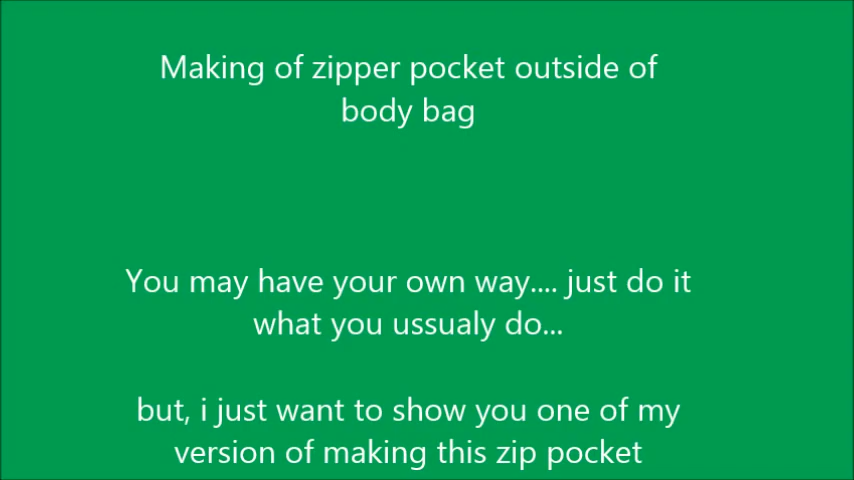 Making of zipper pocket outside of
body bag
You may have your own way.... just do it
what you ussualy do...
but, i just want to show you one of my
version of making this zip pocket